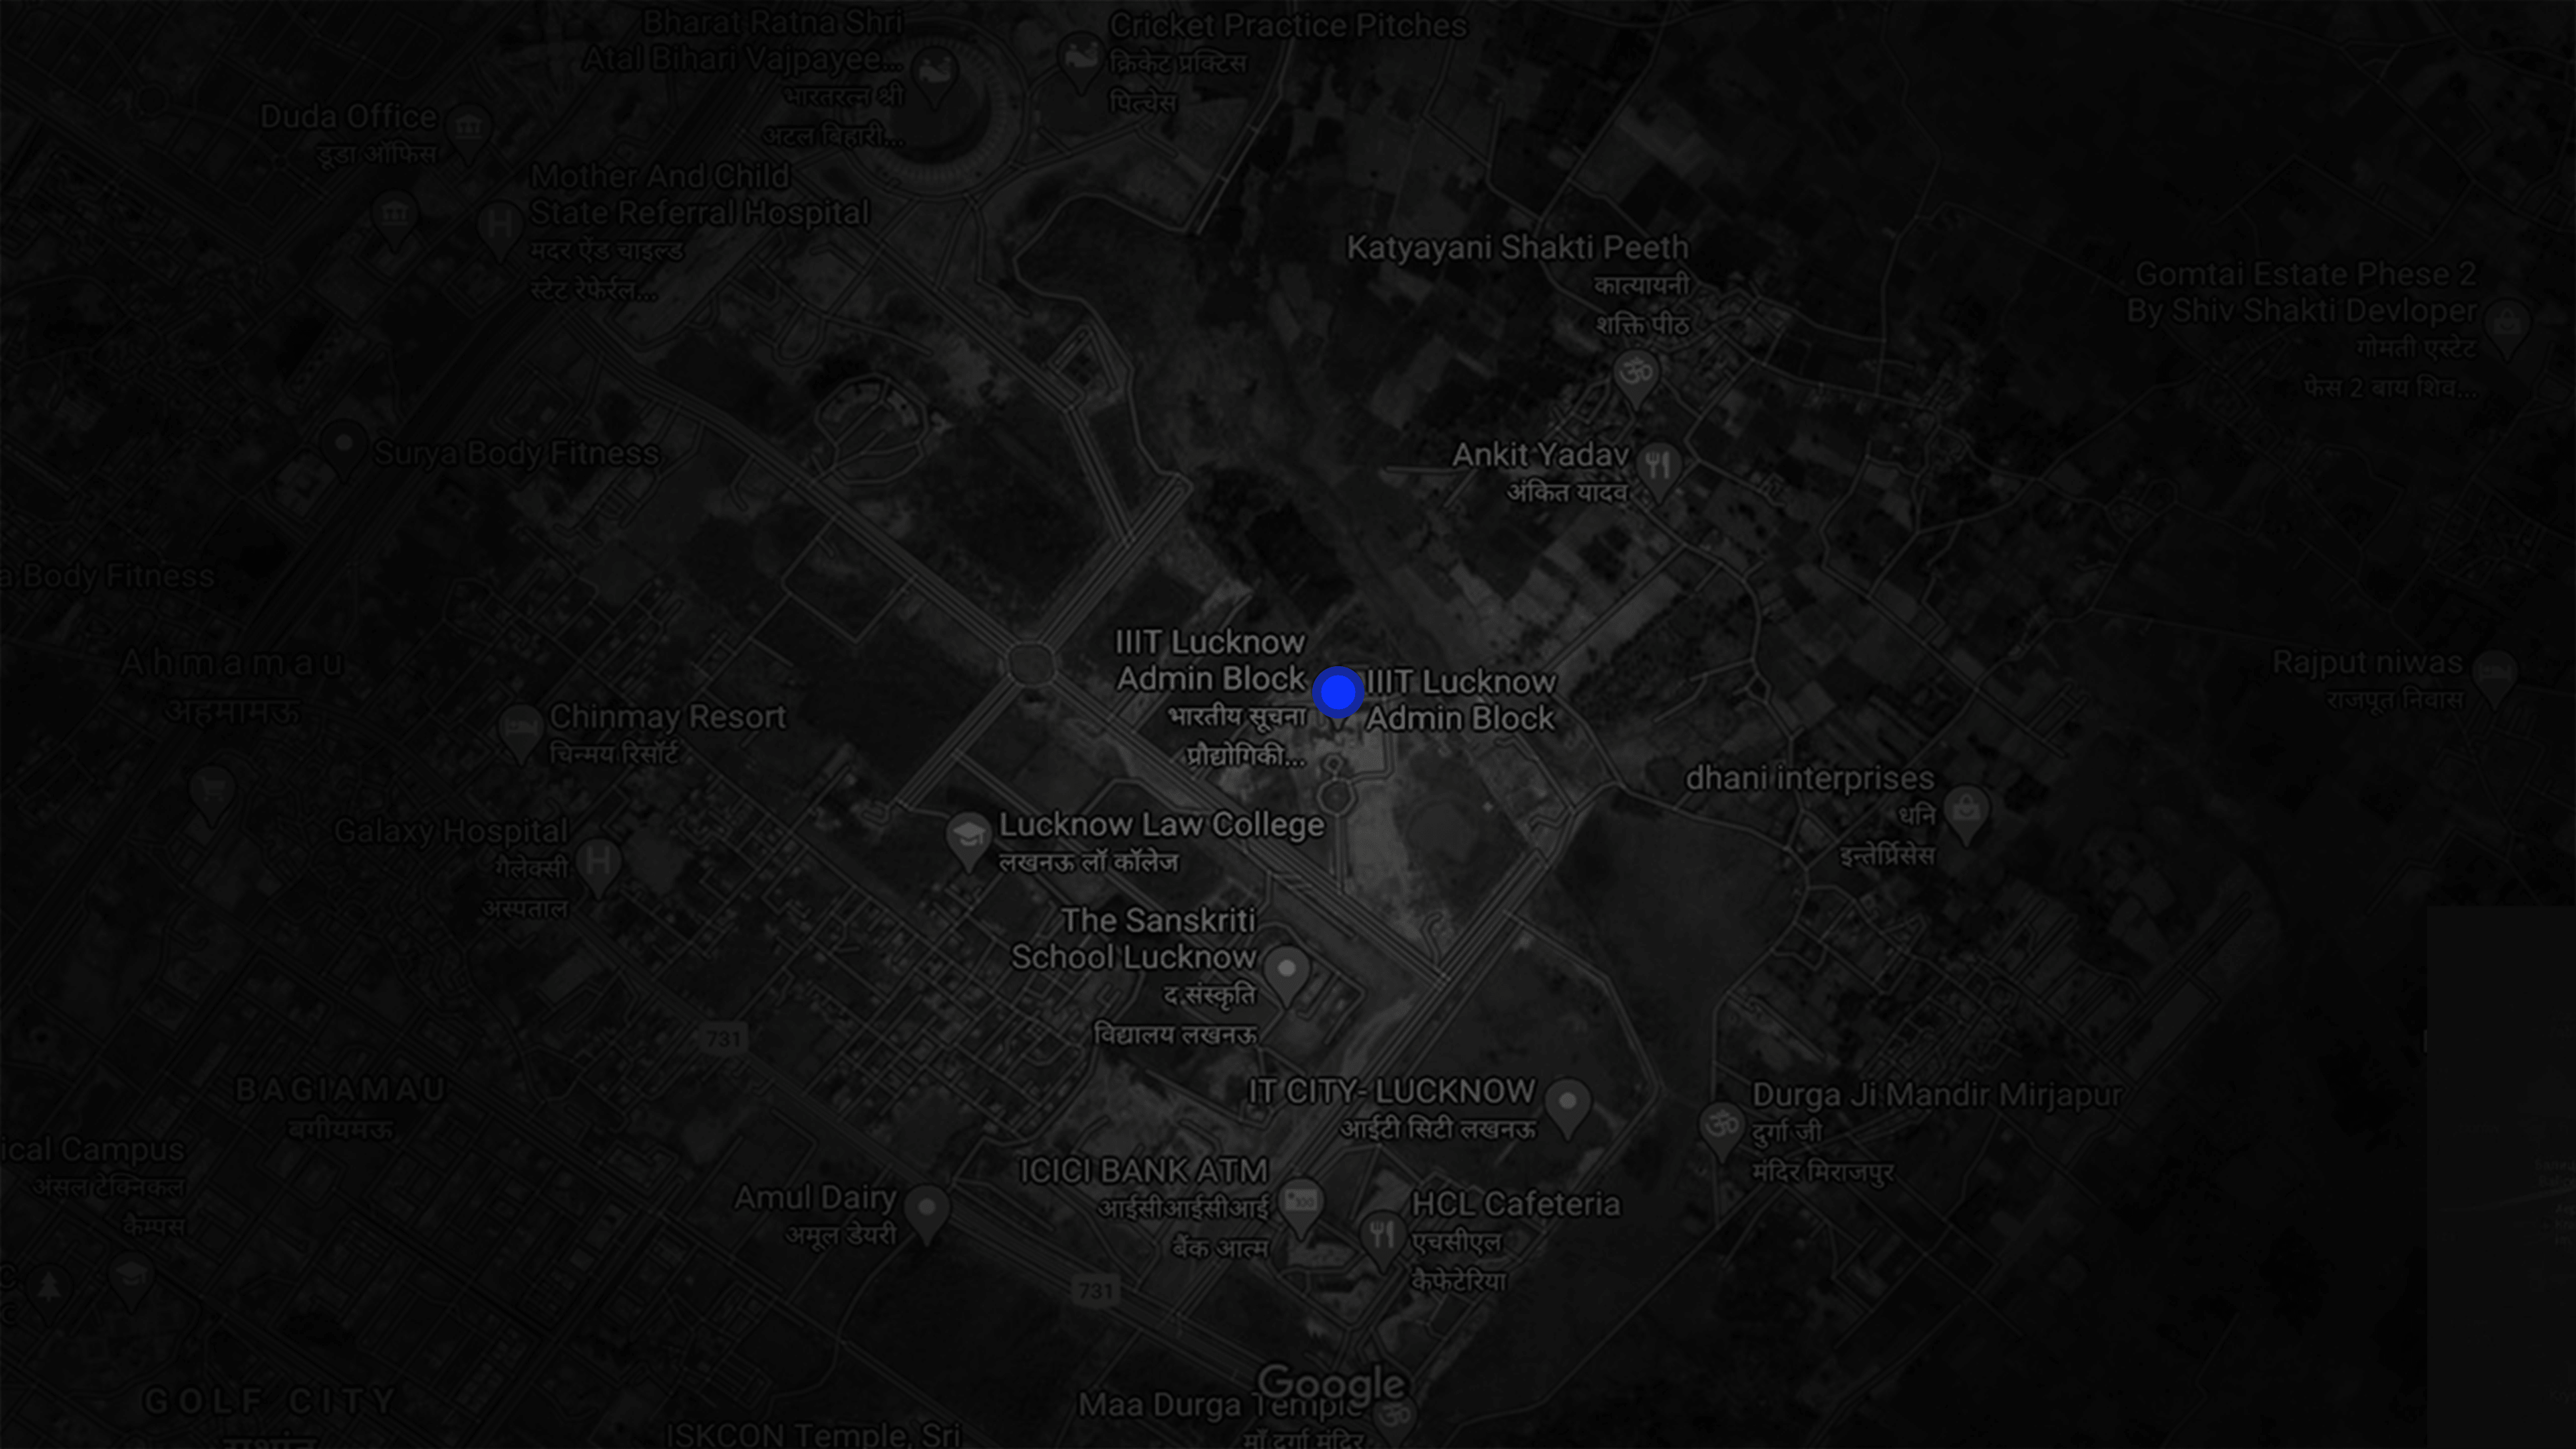 Bharat Ratna Shri
Atal Bihari Vajpayee...
भारतरत्न श्री
अटल बिहारी...
Cricket Practice Pitches
क्रिकेट प्रक्टिस
पित्चेस
Duda Office
डूडा ऑफिस
Mother And Child
State Referral Hospital
मदर ऐंड चाइल्ड
स्टेट रेफेर्रल...
Katyayani Shakti Peeth
कात्यायनी
शक्ति पीठ
Gomtai Estate Phese 2
By Shiv Shakti Devloper
गोमती एस्टेट
फेस 2 बाय शिव...
Surya Body Fitness
Ankit Yadav
अंकित यादव
a Body Fitness
Ahmamau
अहमामऊ
IIIT Lucknow
Admin Block
भारतीय सूचना
प्रौद्योगिकी...
IIIT Lucknow
Admin Block
Rajput niwas
राजपूत निवास
Chinmay Resort
चिन्मय रिसॉर्ट
dhani interprises
धनि
इन्तेर्प्रिसेस
Galaxy Hospital
गैलेक्सी
अस्पताल
Lucknow Law College
लखनऊ लॉ कॉलेज
The Sanskriti
School Lucknow
द संस्कृति
विद्यालय लखनऊ
731
BAGIAMAU
बगीयमऊ
IT CITY- LUCKNOW
आईटी सिटी लखनऊ
Durga Ji Mandir Mirjapur
दुर्गा जी
मंदिर मिराजपुर
ical Campus
अंसल टेक्निकल
कैम्पस
Amul Dairy
अमूल डेयरी
ICICI BANK ATM
आईसीआईसीआई
बैंक आत्म
HCL Cafeteria
एचसीएल
कैफेटेरिया
731
GOLF CITY
Google
Maa Durga Temple
माँ दुर्गा मंदिर
ISKCON Temple, Sri